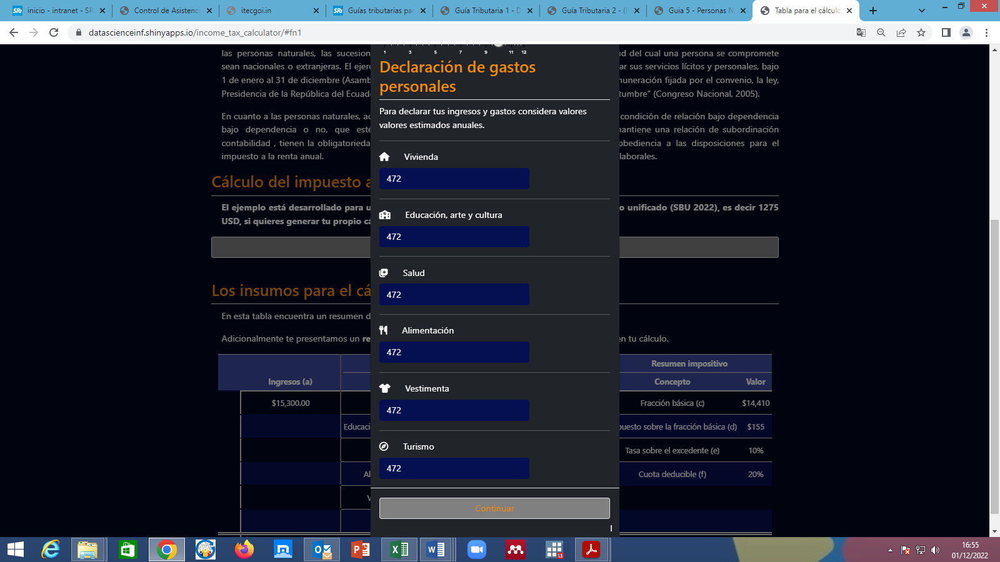 inicio - intranet - SR
Control de Asistenci
itecgoi.in
Guías tributarias par
Guía Tributaria 1 - D
Guía Tributaria 2 - (
Guia 5 - Personas N
Tabla para el cálculo
datascienceinf.shinyapps.io/income_tax_calculator/#fn1
1 3 5 7 9 11 12
las personas naturales, las sucesion
sean nacionales o extranjeras. El ejer
1 de enero al 31 de diciembre (Asamb
Presidencia de la República del Ecuad
En cuanto a las personas naturales, ad
bajo dependencia o no, que esté
contabilidad , tienen la obligatorieda
impuesto a la renta anual.
Cálculo del impuesto a
El ejemplo está desarrollado para u
USD, si quieres generar tu propio cá
Los insumos para el cá
En esta tabla encuentra un resumen d
Adicionalmente te presentamos un re
Ingresos (a)
$15,300.00
Educaci
Al
V
Declaración de gastos
personales
Para declarar tus ingresos y gastos considera valores
valores estimados anuales.
Vivienda
472
Educación, arte y cultura
472
Salud
472
Alimentación
472
Vestimenta
472
Turismo
472
Continuar
d del cual una persona se compromete
ar sus servicios lícitos y personales, bajo
nuneración fijada por el convenio, la ley,
tumbre” (Congreso Nacional, 2005).
condición de relación bajo dependencia
nantiene una relación de subordinación
obediencia a las disposiciones para el
laborales.
o unificado (SBU 2022), es decir 1275
en tu cálculo.
Resumen impositivo
Concepto Valor
Fracción básica (c) $14,410
puesto sobre la fracción básica (d) $155
Tasa sobre el excedente (e) 10%
Cuota deducible (f) 20%
16:55
01/12/2022